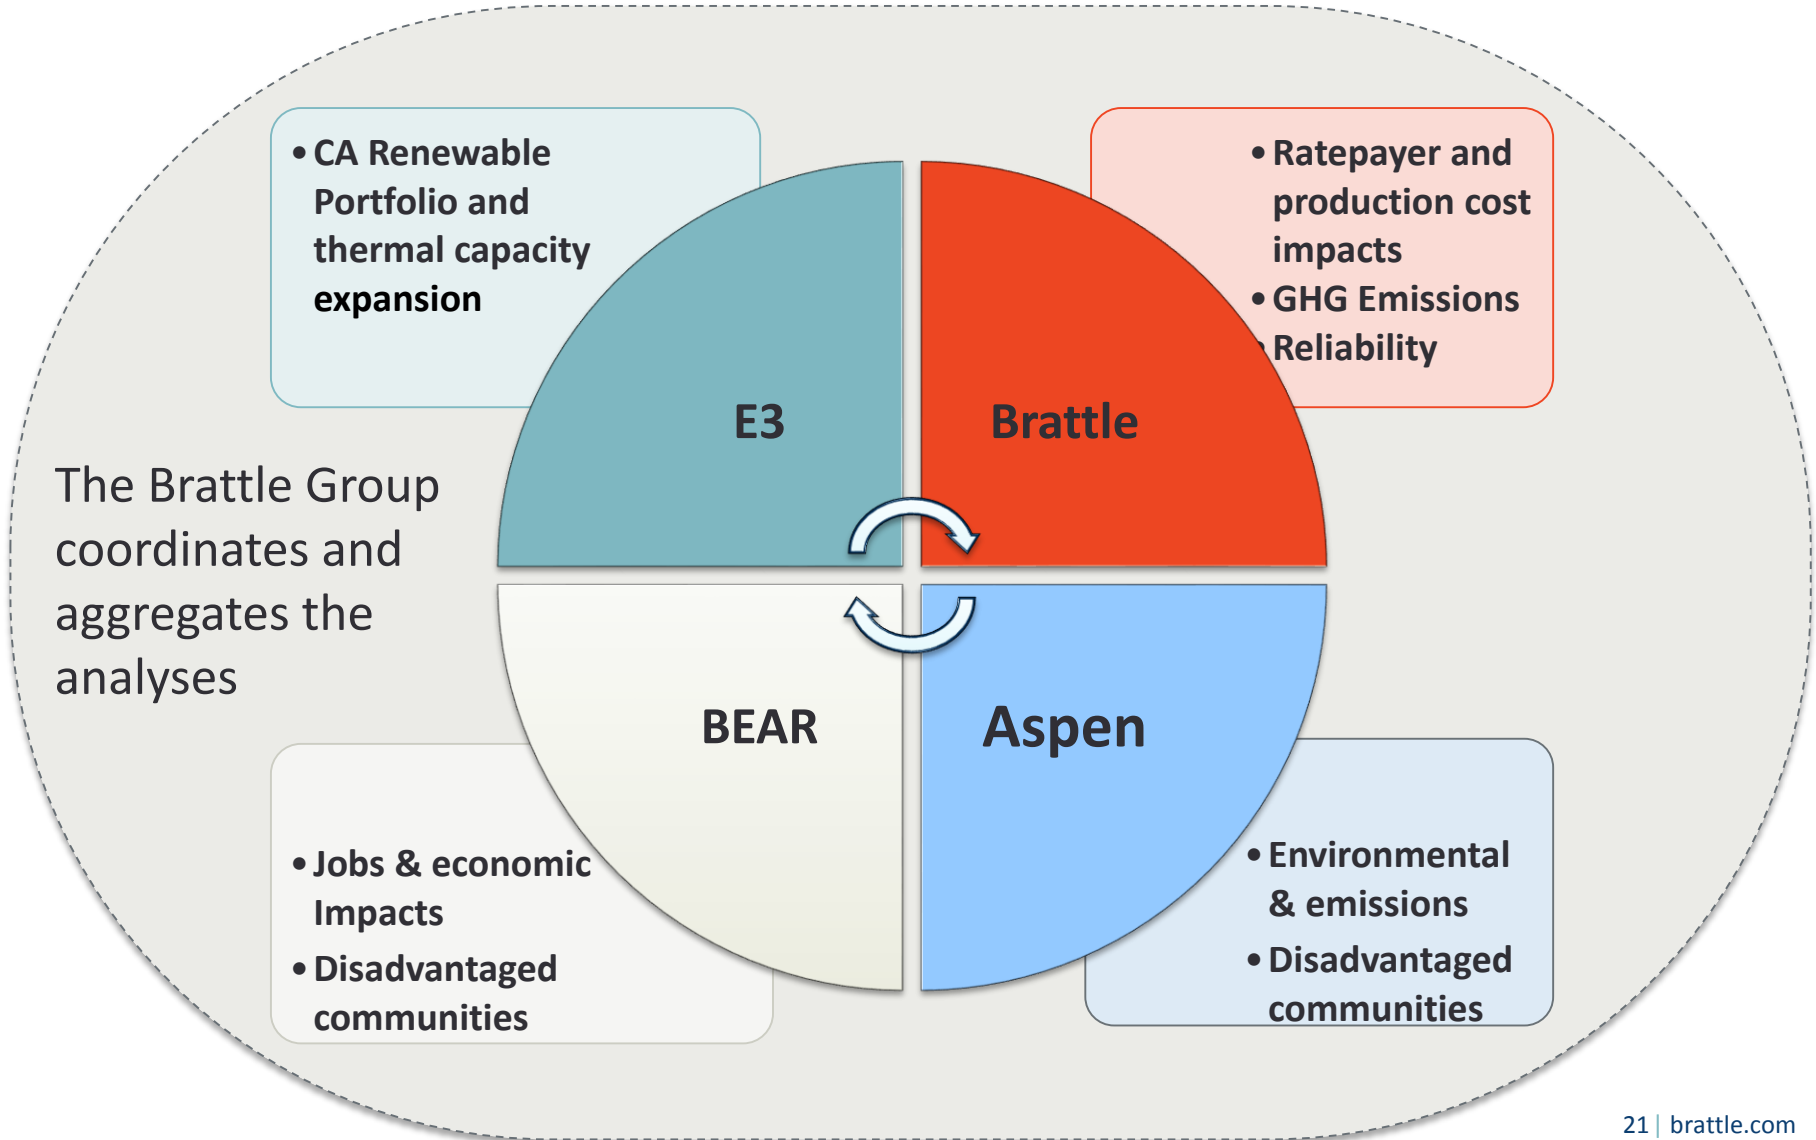 • CA Renewable
Portfolio and
thermal capacity
expansion
• Ratepayer and
production cost
impacts
• GHG Emissions
• Reliability
E3
Brattle
The Brattle Group
coordinates and
aggregates the
analyses
BEAR
Aspen
• Jobs & economic
Impacts
• Disadvantaged
communities
• Environmental
& emissions
• Disadvantaged
communities
21 | brattle.com